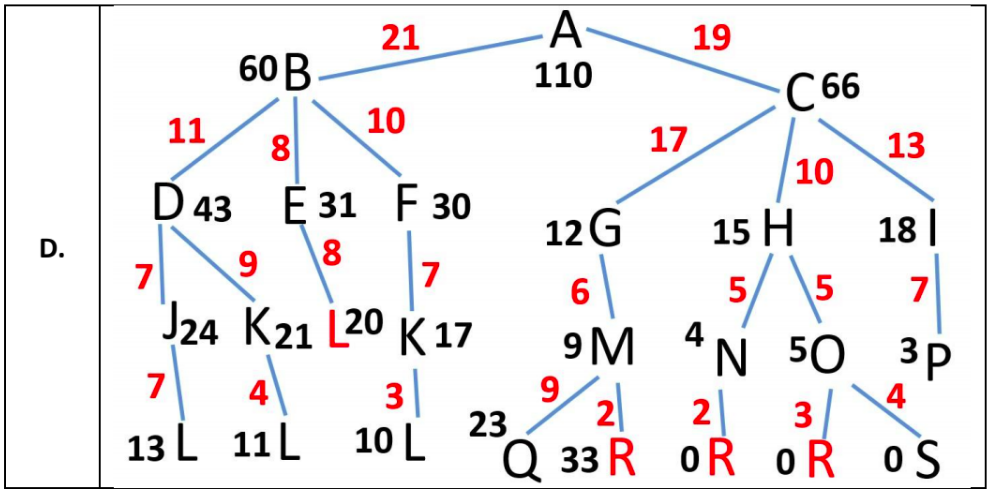 21 A 19
60 B 110 C 66
11 8 10 17 10 13
D. D 43 E 31 F 30 12 G 15 H 18 I
7 9 8 7 6 5 5 7
J 24 K 21 L 20 K 17 9 M 4 N 5 O 3 P
7 4 3 9 2 2 3 4
13 L 11 L 10 L 23 Q 33 R 0 R 0 R 0 S